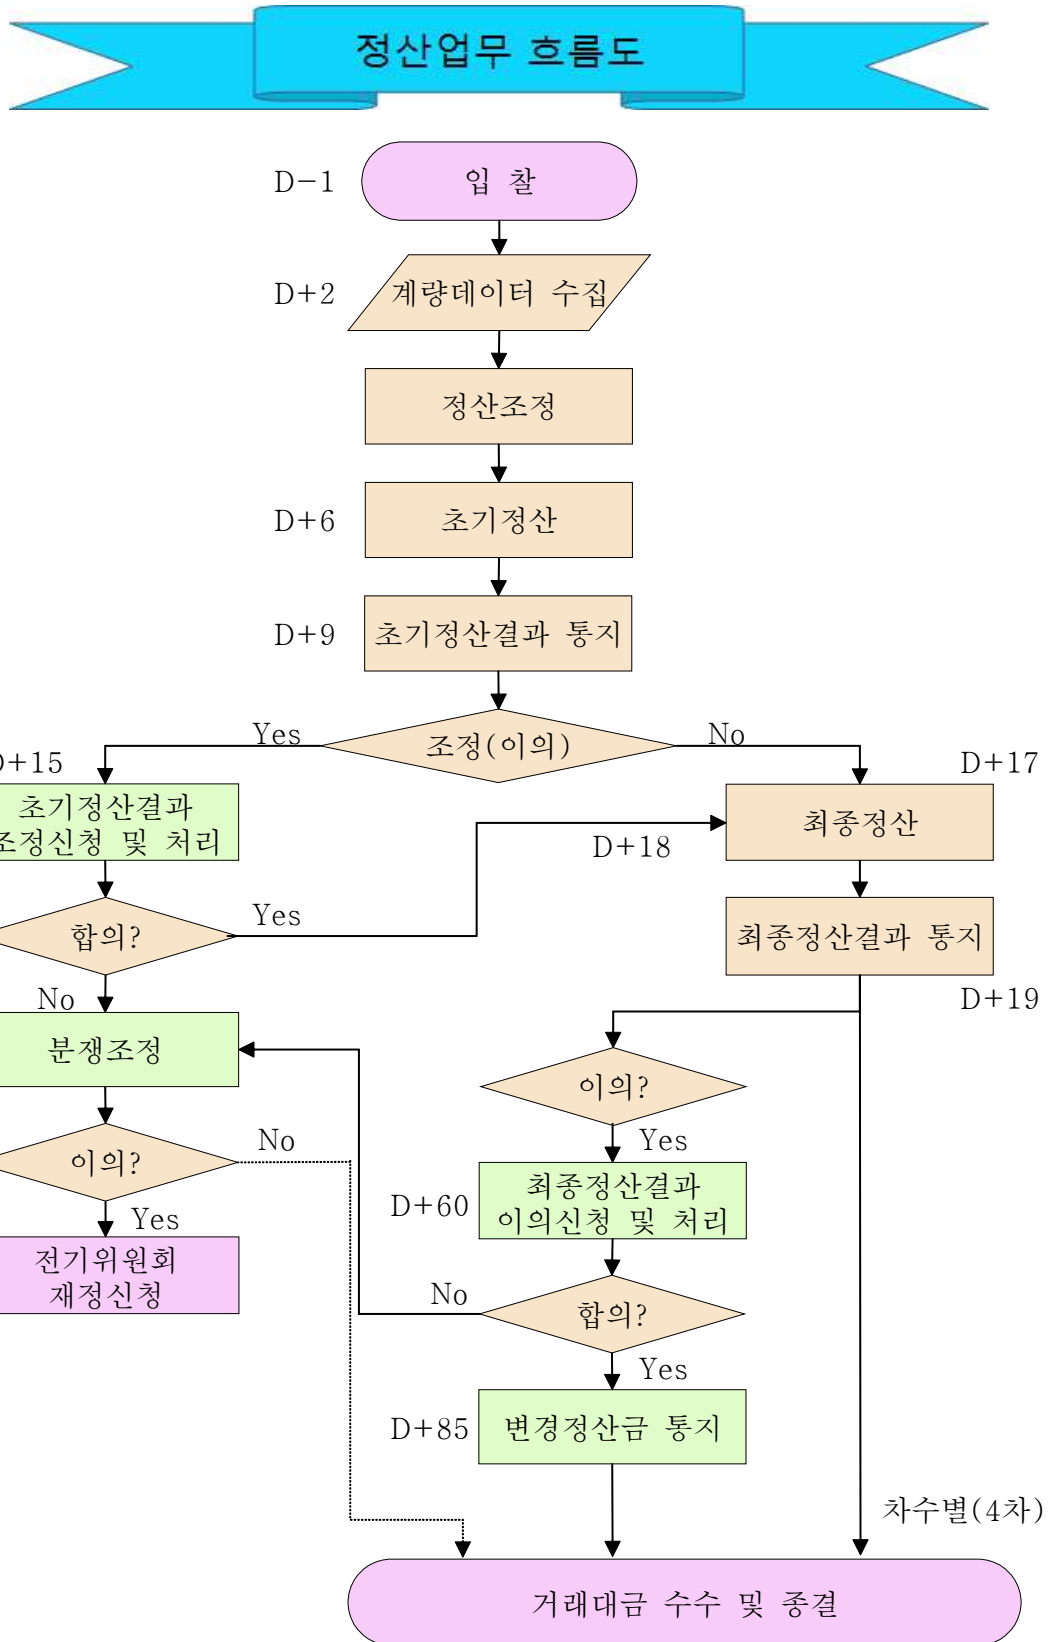 정산업무 흐름도
D-1
입 찰
D+2
계량데이터 수집
정산조정
D+6
초기정산
D+9
초기정산결과 통지
조정(이의)
Yes
No
D+15
D+17
초기정산결과
조정신청 및 처리
최종정산
D+18
합의?
Yes
최종정산결과 통지
No
D+19
분쟁조정
이의?
Yes
이의?
No
D+60
최종정산결과
이의신청 및 처리
Yes
전기위원회
재정신청
No
합의?
Yes
D+85
변경정산금 통지
차수별(4차)
거래대금 수수 및 종결